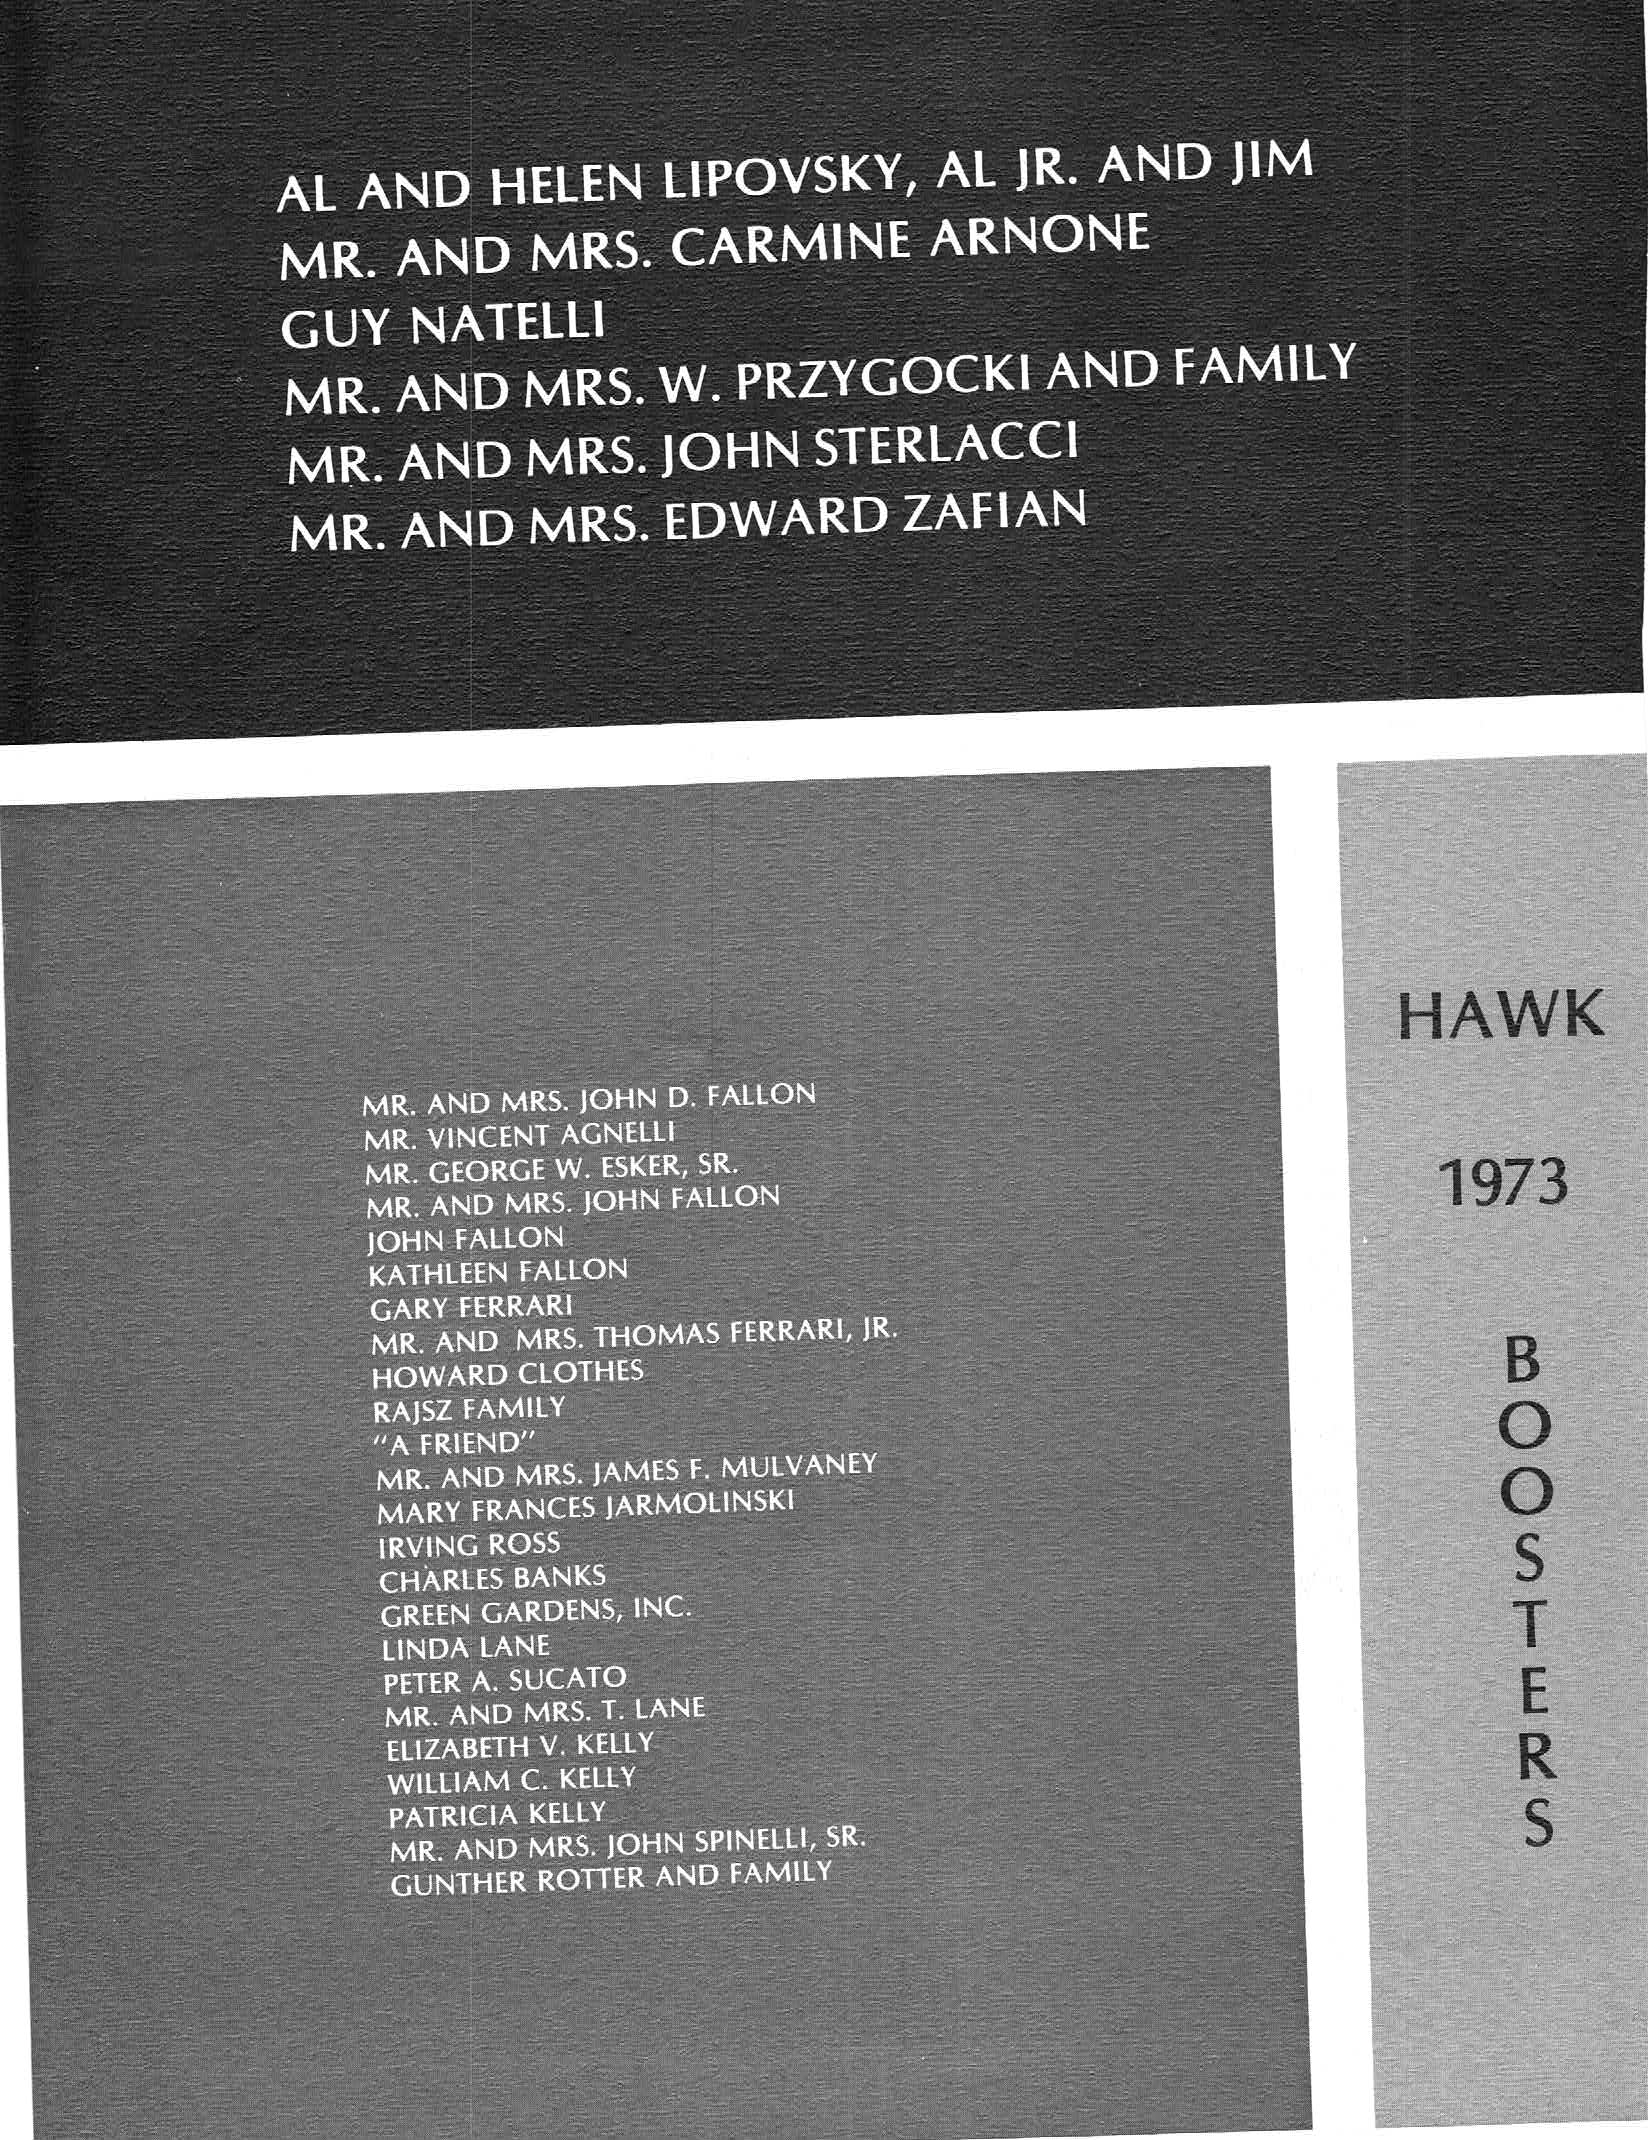 AL AND HELEN LIPOVSKY, AL JR. AND JIM
MR. AND MRS. CARMINE ARNONE
GUY NATELLI
MR. AND MRS. W. PRZYGOCKI AND FAMILY
MR. AND MRS. JOHN STERLACCI
MR. AND MRS. EDWARD ZAFIAN
MR. AND MRS. JOHN D. FALLON
MR. VINCENT AGNELLI
MR. GEORGE W. ESKER, SR.
MR. AND MRS. JOHN FALLON
JOHN FALLON
KATHLEEN FALLON
GARY FERRARI
MR. AND MRS. THOMAS FERRARI, JR.
HOWARD CLOTHES
RAJSZ FAMILY
"A FRIEND"
MR. AND MRS. JAMES F. MULVANEY
MARY FRANCES JARMOLINSKI
IRVING ROSS
CHARLES BANKS
GREEN GARDENS, INC.
LINDA LANE
PETER A. SUCATO
MR. AND MRS. T. LANE
ELIZABETH V. KELLY
WILLIAM C. KELLY
PATRICIA KELLY
MR. AND MRS. JOHN SPINELLI, SR.
GUNTHER ROTTER AND FAMILY
HAWK
1973
BOOSTERS